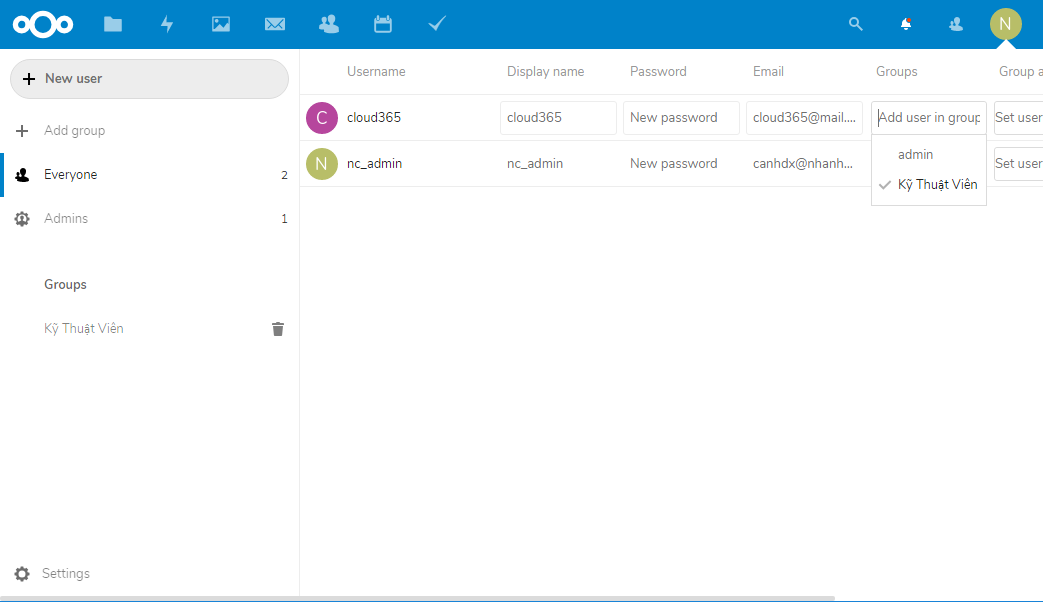 N
New user
Add group
Everyone 2
Admins 1
Groups
Kỹ Thuật Viên
Settings
Username Display name Password Email Groups Group a
C cloud365 cloud365 New password cloud365@mail.... Add user in group Set user
N nc_admin nc_admin New password canhdx@nhanh... Set user
admin
Kỹ Thuật Viên